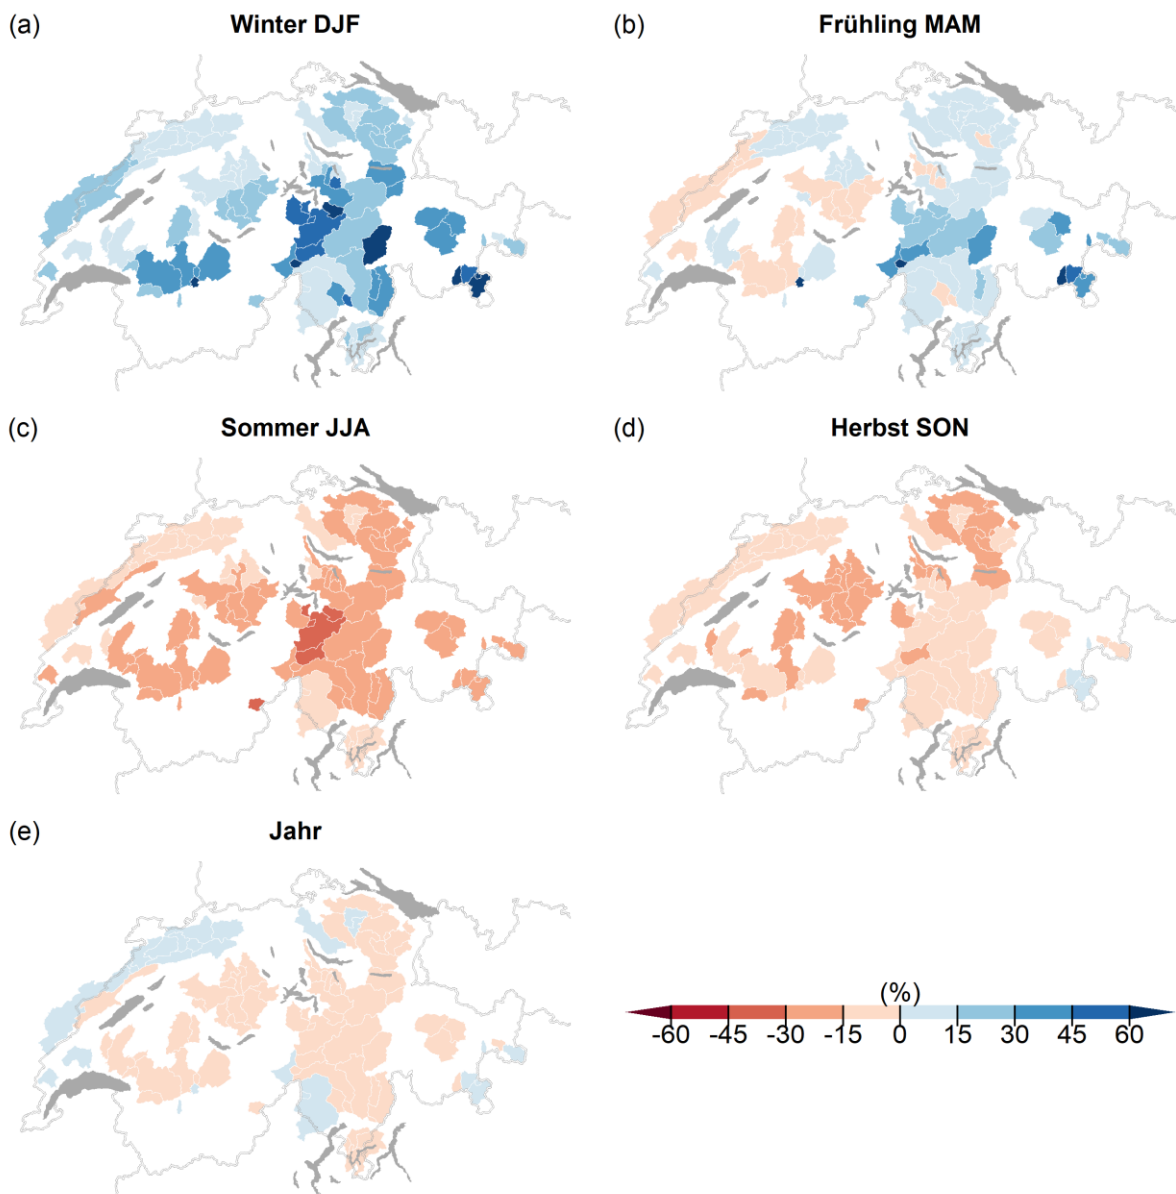 (a) Winter DJF
(b) Frühling MAM
(c) Sommer JJA
(d) Herbst SON
(e) Jahr
(%)
-60 -45 -30 -15 0 15 30 45 60